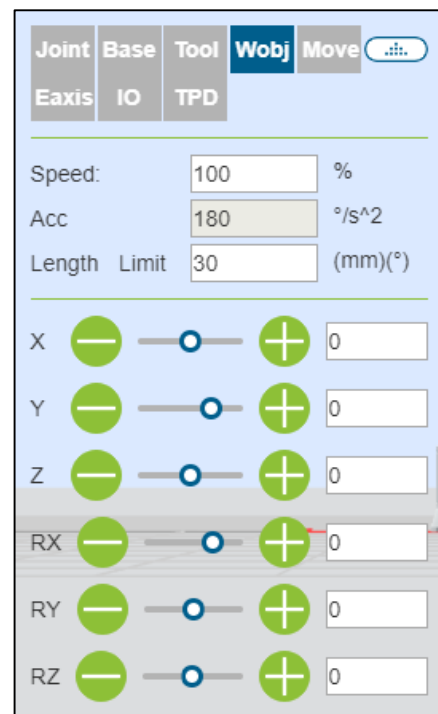 Joint Base Tool Wobj Move
Eaxis IO TPD
Speed: 100 %
Acc 180 °/s^2
Length Limit 30 (mm)(°)
X 0
Y 0
Z 0
RX 0
RY 0
RZ 0